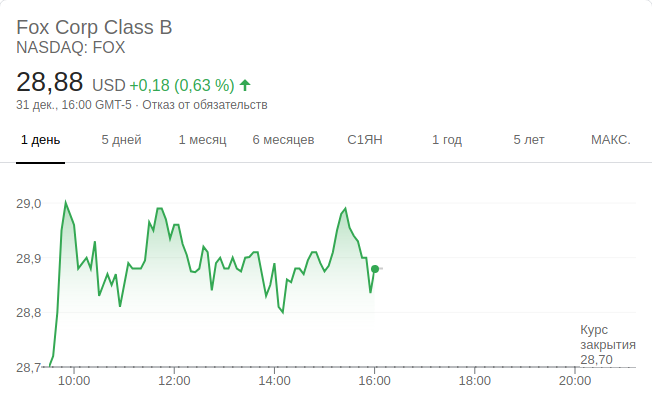 Fox Corp Class B
NASDAQ: FOX
28,88 USD +0,18 (0,63 %)
31 дек., 16:00 GMT-5 · Отказ от обязательств
1 день 5 дней 1 месяц 6 месяцев С1ЯН 1 год 5 лет МАКС.
29,0
28,9
28,8
Курс
закрытия
28,70
28,7
10:00 12:00 14:00 16:00 18:00 20:00